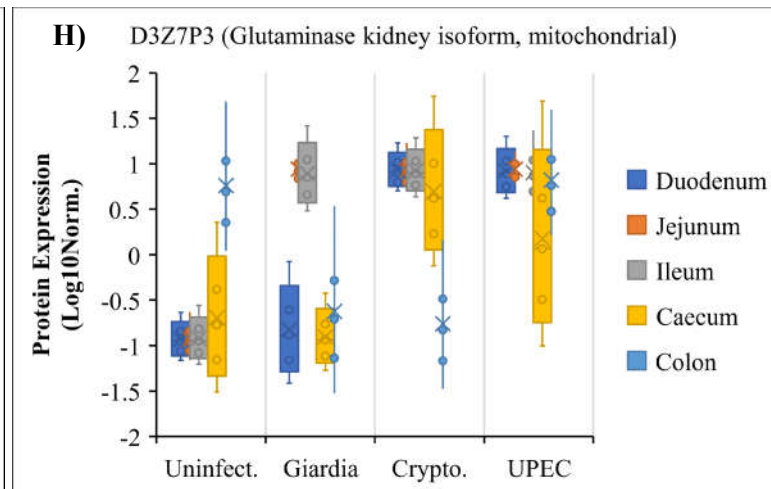 H) D3Z7P3 (Glutaminase kidney isoform, mitochondrial)
Protein Expression
(Log10Norm.)
2
1.5
1
0.5
0
-0.5
-1
-1.5
-2
Uninfect. Giardia Crypto. UPEC
Duodenum
Jejunum
Ileum
Caecum
Colon